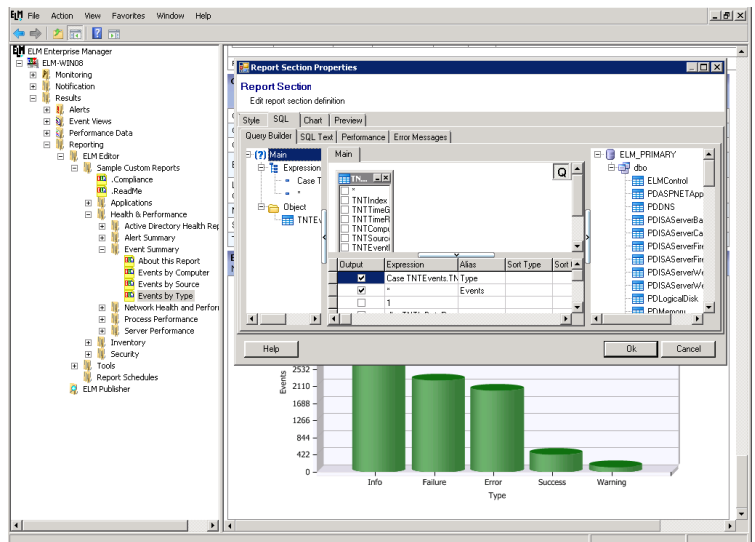 File Action View Favorites Window Help
ELM Enterprise Manager
ELM-WIN08
Monitoring
Notification
Results
Alerts
Event Views
Performance Data
Reporting
ELM Editor
Sample Custom Reports
.Compliance
.ReadMe
Applications
Health & Performance
Active Directory Health Rep
Alert Summary
Event Summary
About this Report
Events by Computer
Events by Source
Events by Type
Network Health and Perform
Process Performance
Server Performance
Inventory
Security
Tools
Report Schedules
ELM Publisher
Report Section Properties
Report Section
Edit report section definition
Style SQL Chart Preview
Query Builder SQL Text Performance Error Messages
Main
Expression
Case T
*
Object
TNTEv
Main
Q
TN...
*
TNTIndex
TNTTimeG
TNTTimeR
TNTCompu
TNTSourc
TNTEventI
Output Expression Alias Sort Type Sort
Case TNTEvents.TN Type
* Events
1
ELM_PRIMARY
dbo
ELMControl
PDASPNETApp
PDDNS
PDISAServerBa
PDISAServerCa
PDISAServerFire
PDISAServerFire
PDISAServerWe
PDISAServerWe
PDLogicalDisk
PDMemory
Help Ok Cancel
Events
2532
2110
1688
1266
844
422
0
Info Failure Error Success Warning
Type